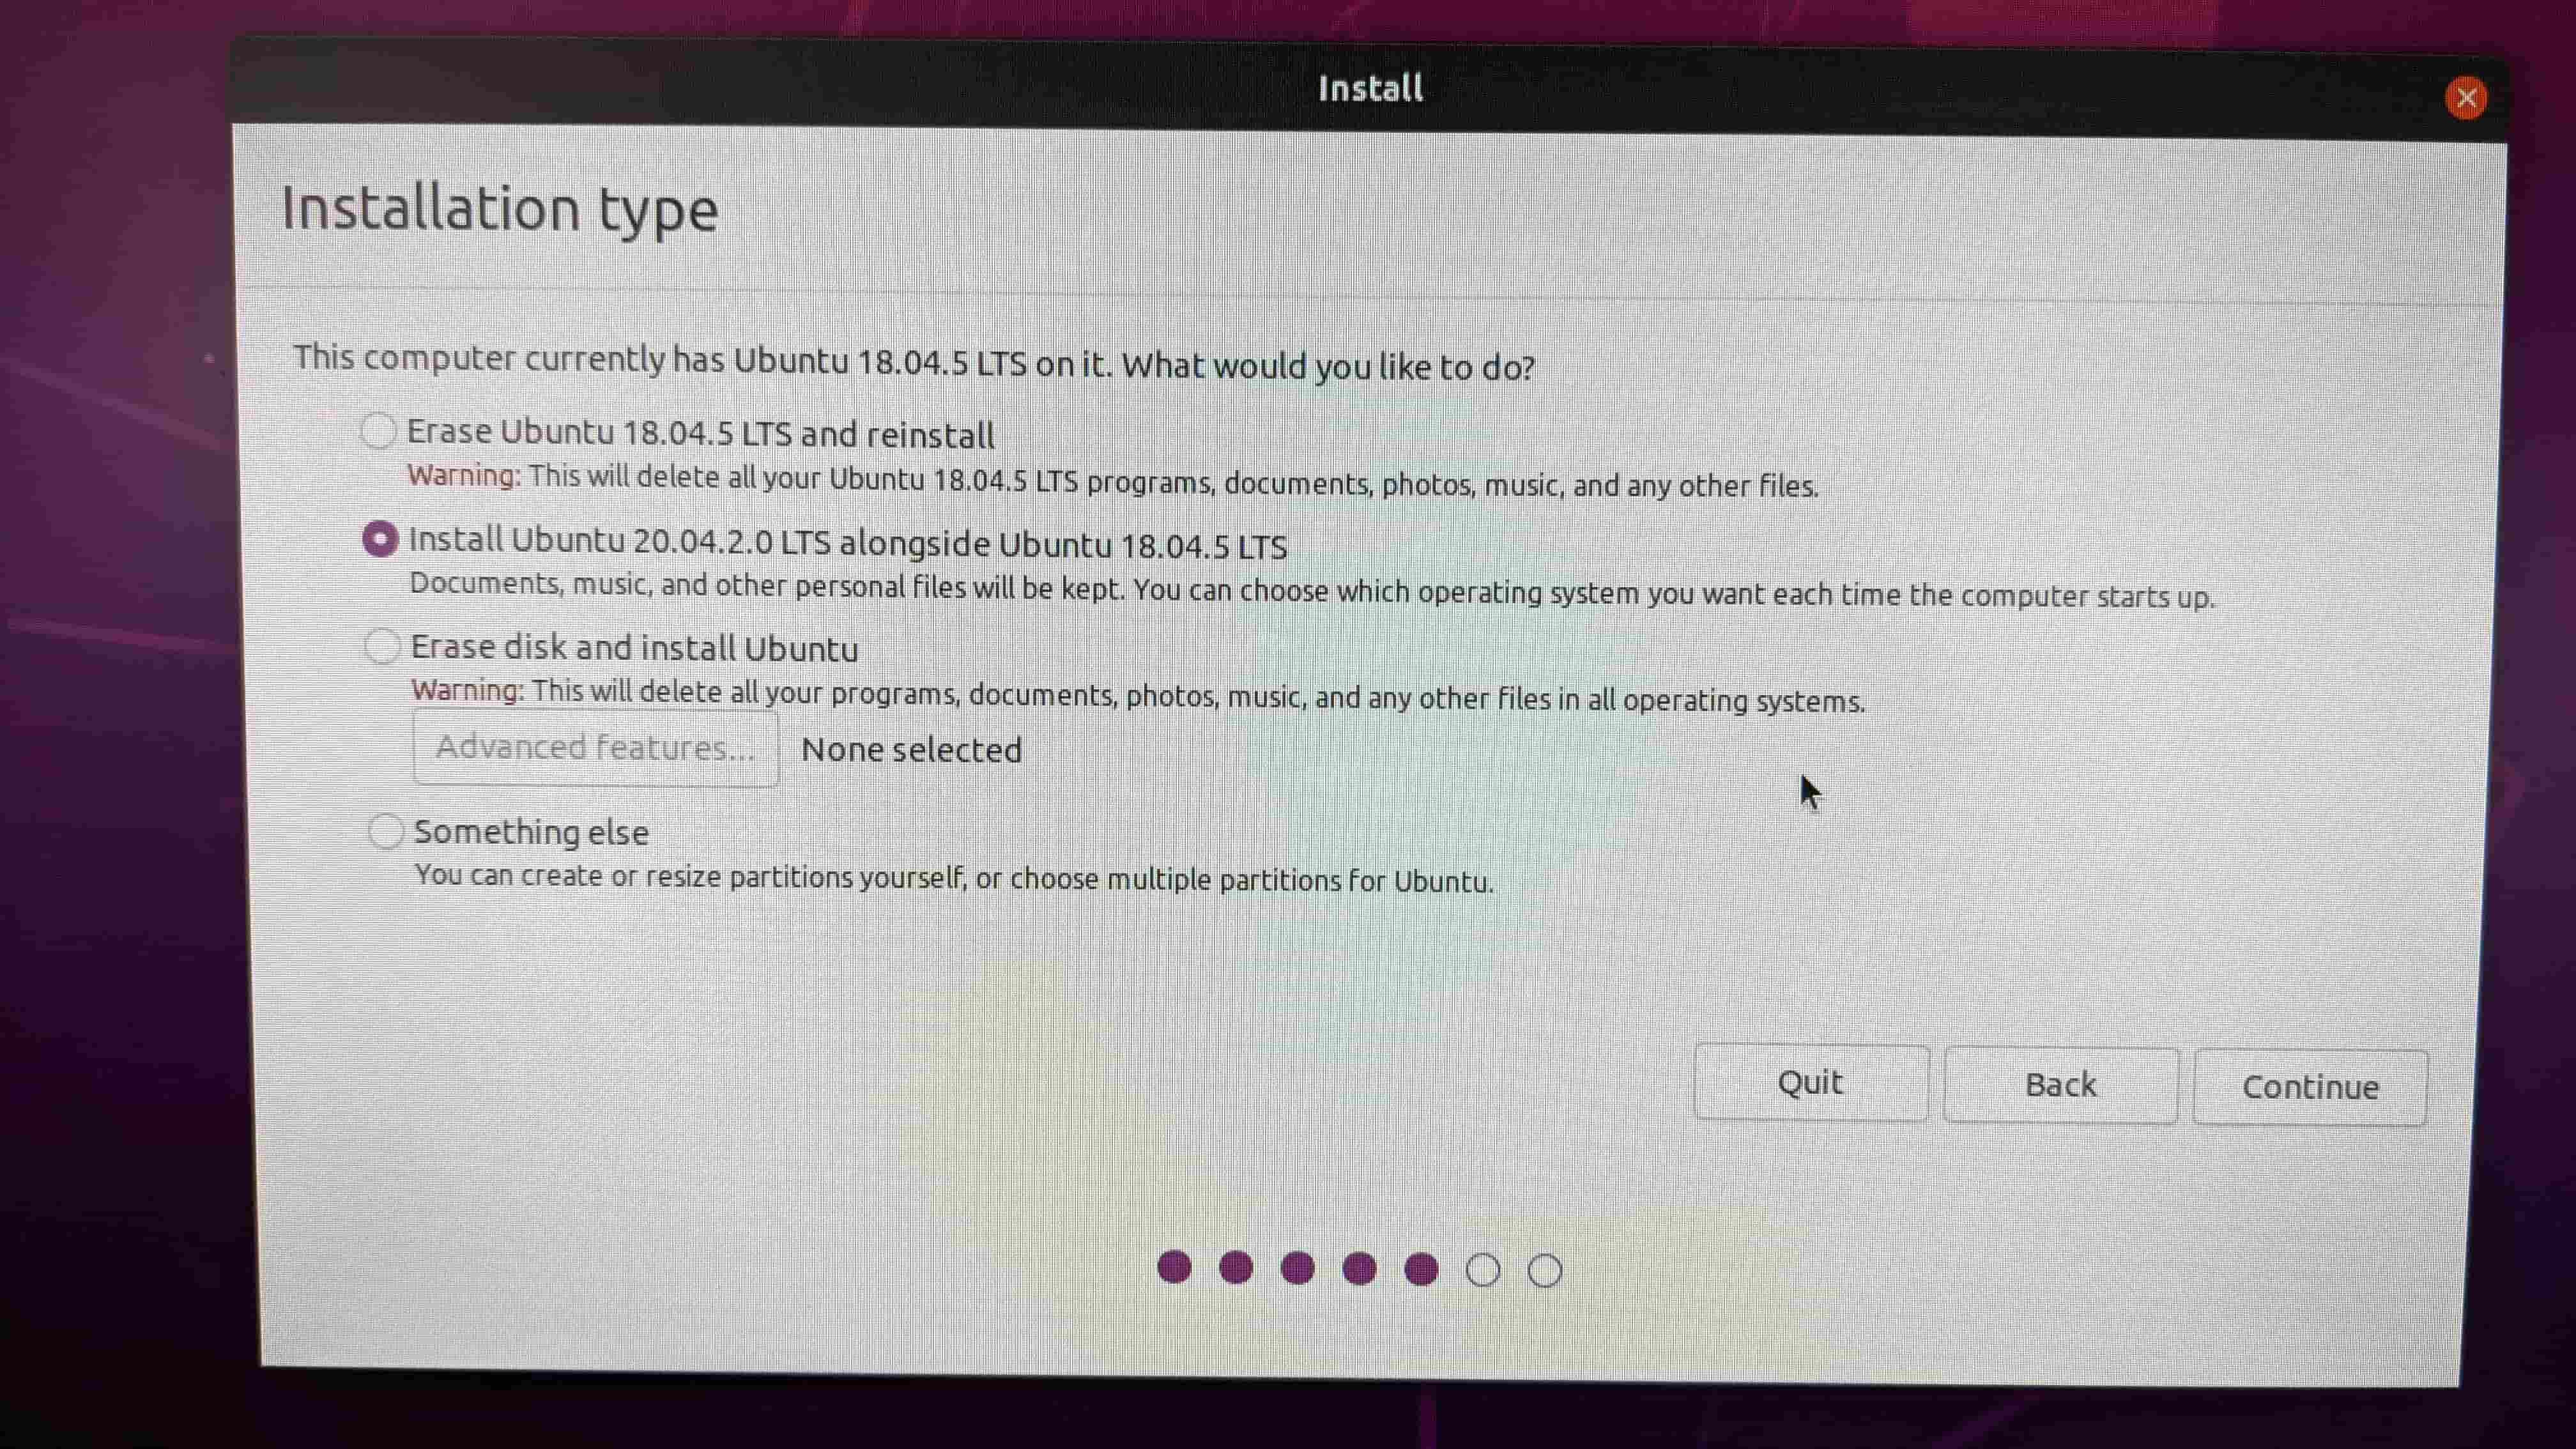 Install
Installation type
This computer currently has Ubuntu 18.04.5 LTS on it. What would you like to do?
Erase Ubuntu 18.04.5 LTS and reinstall
Warning: This will delete all your Ubuntu 18.04.5 LTS programs, documents, photos, music, and any other files.
Install Ubuntu 20.04.2.0 LTS alongside Ubuntu 18.04.5 LTS
Documents, music, and other personal files will be kept. You can choose which operating system you want each time the computer starts up.
Erase disk and install Ubuntu
Warning: This will delete all your programs, documents, photos, music, and any other files in all operating systems.
Advanced features... None selected
Something else
You can create or resize partitions yourself, or choose multiple partitions for Ubuntu.
Quit Back Continue